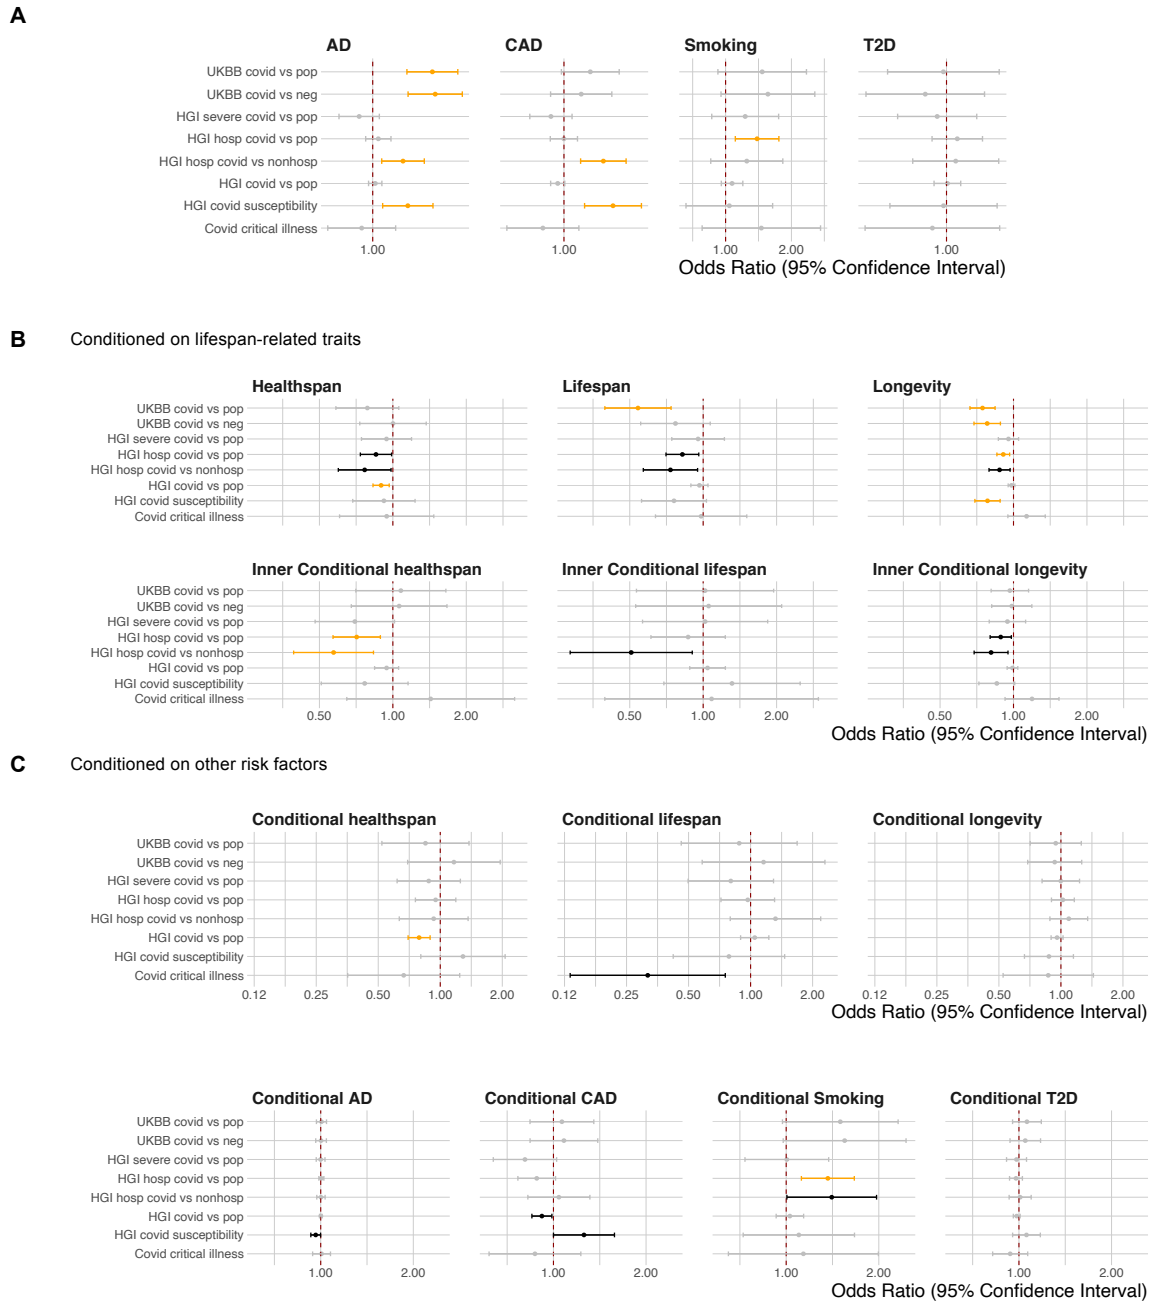 A
AD CAD Smoking T2D
UKBB covid vs pop
UKBB covid vs neg
HGI severe covid vs pop
HGI hosp covid vs pop
HGI hosp covid vs nonhosp
HGI covid vs pop
HGI covid susceptibility
Covid critical illness
1.00 1.00 1.00 2.00 1.00
Odds Ratio (95% Confidence Interval)
B Conditioned on lifespan-related traits
Healthspan Lifespan Longevity
UKBB covid vs pop
UKBB covid vs neg
HGI severe covid vs pop
HGI hosp covid vs pop
HGI hosp covid vs nonhosp
HGI covid vs pop
HGI covid susceptibility
Covid critical illness
Inner Conditional healthspan Inner Conditional lifespan Inner Conditional longevity
UKBB covid vs pop
UKBB covid vs neg
HGI severe covid vs pop
HGI hosp covid vs pop
HGI hosp covid vs nonhosp
HGI covid vs pop
HGI covid susceptibility
Covid critical illness
0.50 1.00 2.00 0.50 1.00 2.00 0.50 1.00 2.00
Odds Ratio (95% Confidence Interval)
C Conditioned on other risk factors
Conditional healthspan Conditional lifespan Conditional longevity
UKBB covid vs pop
UKBB covid vs neg
HGI severe covid vs pop
HGI hosp covid vs pop
HGI hosp covid vs nonhosp
HGI covid vs pop
HGI covid susceptibility
Covid critical illness
0.12 0.25 0.50 1.00 2.00 0.12 0.25 0.50 1.00 2.00 0.12 0.25 0.50 1.00 2.00
Odds Ratio (95% Confidence Interval)
Conditional AD Conditional CAD Conditional Smoking Conditional T2D
UKBB covid vs pop
UKBB covid vs neg
HGI severe covid vs pop
HGI hosp covid vs pop
HGI hosp covid vs nonhosp
HGI covid vs pop
HGI covid susceptibility
Covid critical illness
1.00 2.00 1.00 2.00 1.00 2.00 1.00 2.00
Odds Ratio (95% Confidence Interval)